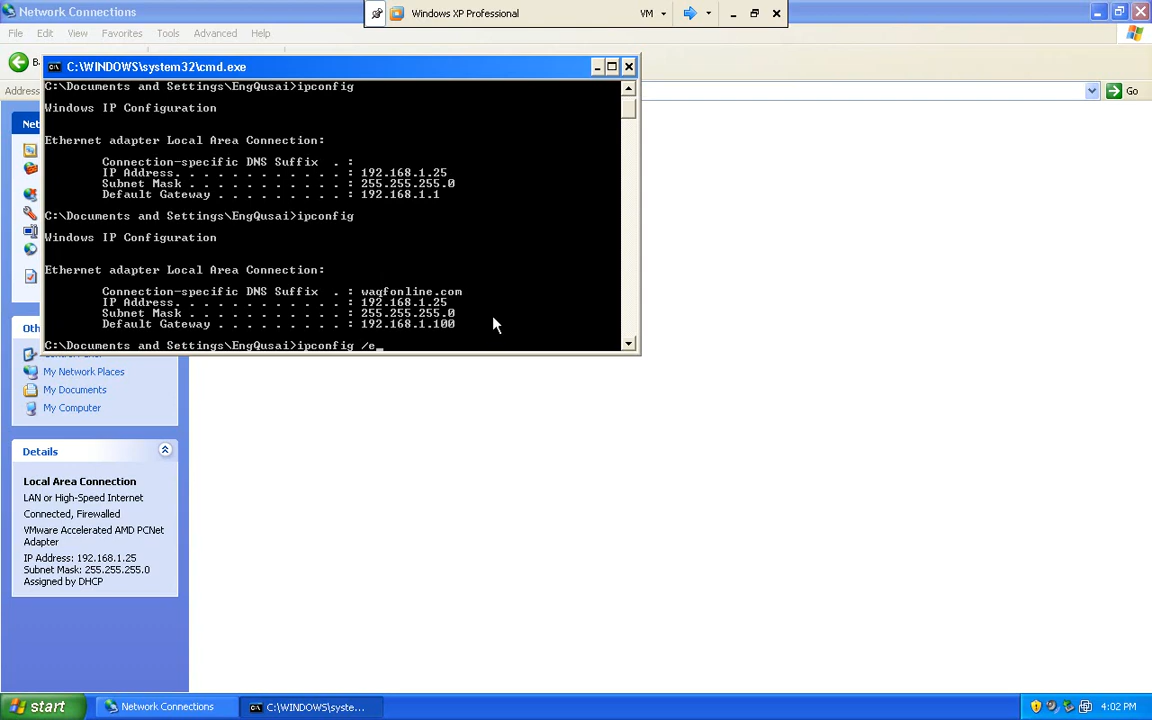 Network Connections
Windows XP Professional
VM
File Edit View Favorites Tools Advanced Help
C:\WINDOWS\system32\cmd.exe
Address
Go
C:\Documents and Settings\EngQusai>ipconfig
Windows IP Configuration
Ethernet adapter Local Area Connection:
Connection-specific DNS Suffix . :
IP Address. . . . . . . . . . . . : 192.168.1.25
Subnet Mask . . . . . . . . . . . : 255.255.255.0
Default Gateway . . . . . . . . . : 192.168.1.1
C:\Documents and Settings\EngQusai>ipconfig
Windows IP Configuration
Ethernet adapter Local Area Connection:
Connection-specific DNS Suffix . : waqfonline.com
IP Address. . . . . . . . . . . . : 192.168.1.25
Subnet Mask . . . . . . . . . . . : 255.255.255.0
Default Gateway . . . . . . . . . : 192.168.1.100
C:\Documents and Settings\EngQusai>ipconfig /e_
Net
Oth
My Network Places
My Documents
My Computer
Details
Local Area Connection
LAN or High-Speed Internet
Connected, Firewalled
VMware Accelerated AMD PCNet
Adapter
IP Address: 192.168.1.25
Subnet Mask: 255.255.255.0
Assigned by DHCP
start
Network Connections
C:\WINDOWS\syste...
4:02 PM